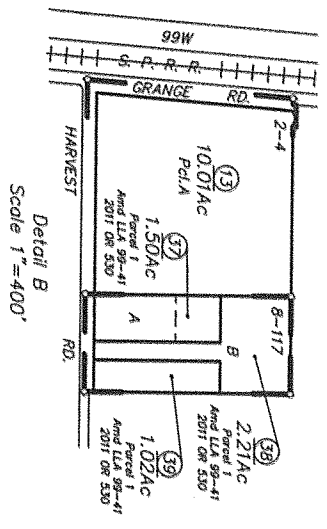 99W
S. P. R. R.
GRANGE RD.
HARVEST RD.
2-4
13
10.01Ac
Pcl.A
37
1.50Ac
Parcel 1
Amd LLA 99-41
2011 OR 530
8-117
A
B
38
2.21Ac
Parcel 1
Amd LLA 99-41
2011 OR 530
39
1.02Ac
Parcel 1
Amd LLA 99-41
2011 OR 530
Detail B
Scale 1"=400'